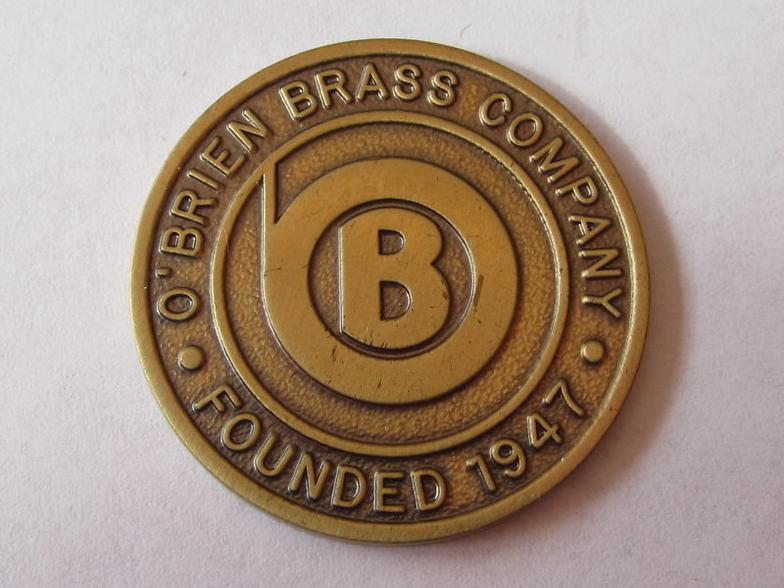 O'BRIEN BRASS COMPANY
B
• FOUNDED 1947 •